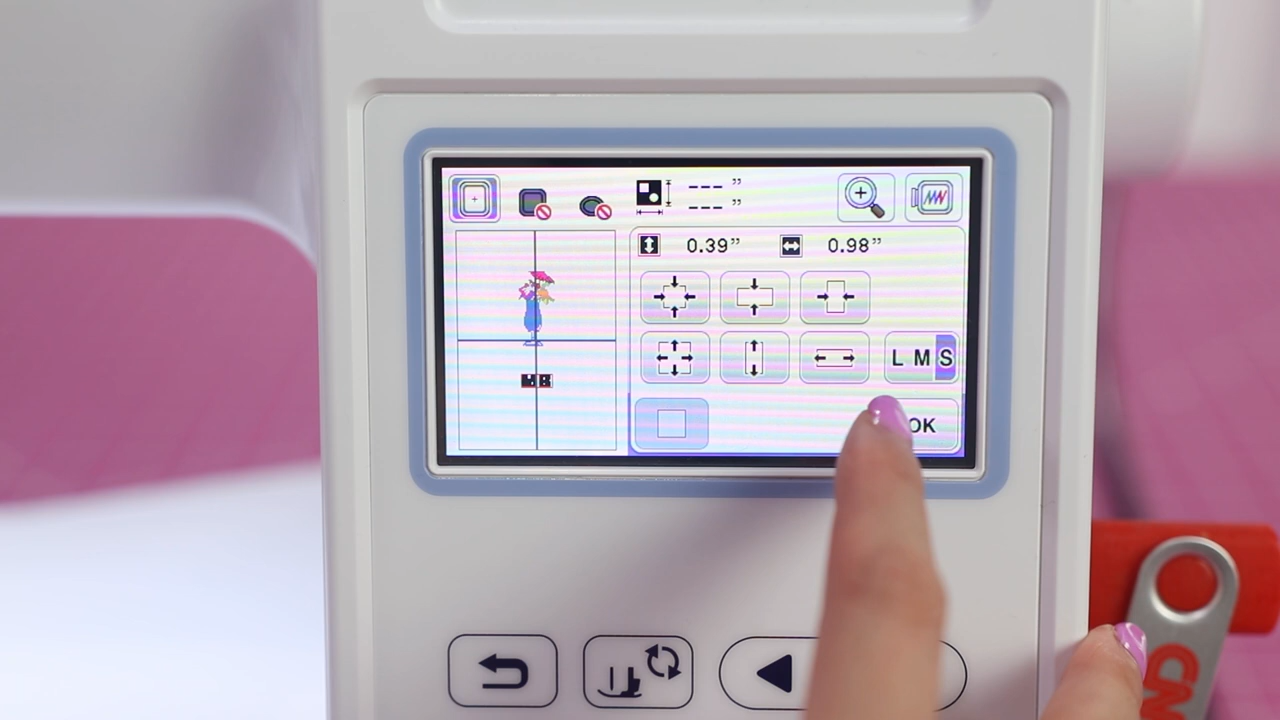 --- ”
--- ”
0.39” 0.98”
L M S
OK